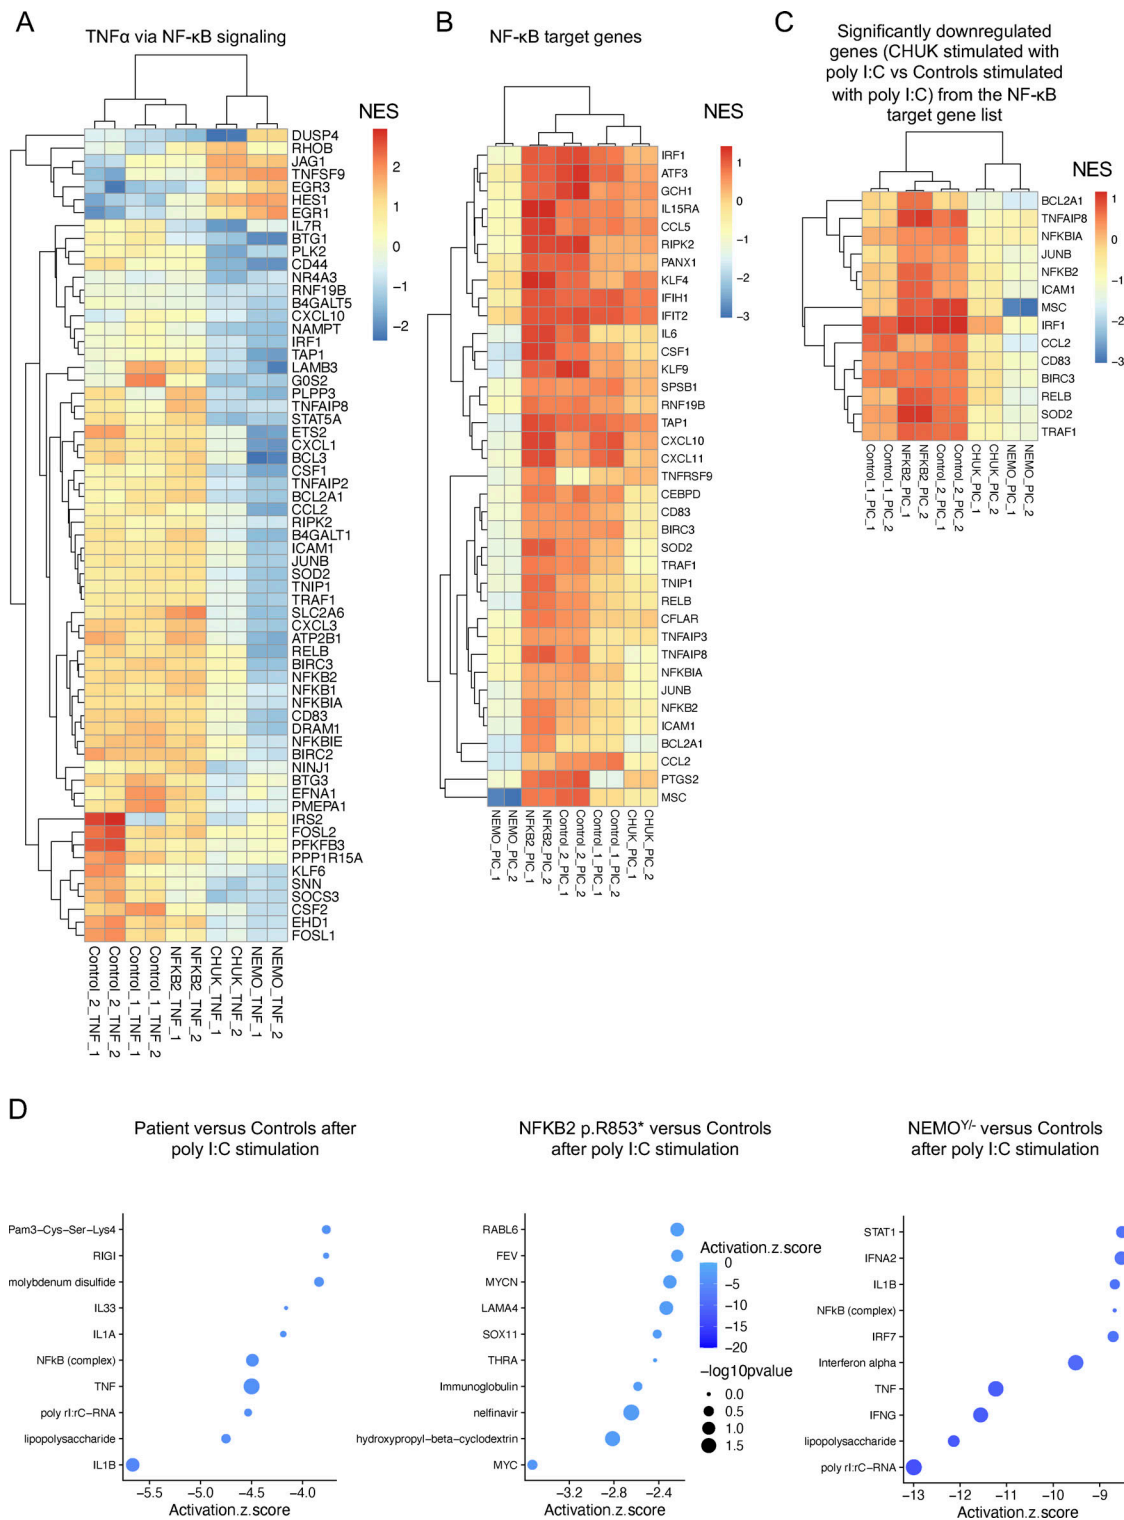 A
TNFα via NF-κB signaling
NES
2
1
0
−1
−2
DUSP4
RHOB
JAG1
TNFSF9
EGR3
HES1
EGR1
IL7R
BTG1
PLK2
CD44
NR4A3
RNF19B
B4GALT5
CXCL10
NAMPT
IRF1
TAP1
LAMB3
G0S2
PLPP3
TNFAIP8
STAT5A
ETS2
CXCL1
BCL3
CSF1
TNFAIP2
BCL2A1
CCL2
RIPK2
B4GALT1
ICAM1
JUNB
SOD2
TNIP1
TRAF1
SLC2A6
CXCL3
ATP2B1
RELB
BIRC3
NFKB2
NFKB1
NFKBIA
CD83
DRAM1
NFKBIE
BIRC2
NINJ1
BTG3
EFNA1
PMEPA1
IRS2
FOSL2
PFKFB3
PPP1R15A
KLF6
SNN
SOCS3
CSF2
EHD1
FOSL1
Control_2_TNF_1
Control_2_TNF_2
Control_1_TNF_1
Control_1_TNF_2
NFKB2_TNF_1
NFKB2_TNF_2
CHUK_TNF_1
CHUK_TNF_2
NEMO_TNF_1
NEMO_TNF_2
B
NF-κB target genes
NES
1
0
−1
−2
−3
IRF1
ATF3
GCH1
IL15RA
CCL5
RIPK2
PANX1
KLF4
IFIH1
IFIT2
IL6
CSF1
KLF9
SPSB1
RNF19B
TAP1
CXCL10
CXCL11
TNFRSF9
CEBPD
CD83
BIRC3
SOD2
TRAF1
TNIP1
RELB
CFLAR
TNFAIP3
TNFAIP8
NFKBIA
JUNB
NFKB2
ICAM1
BCL2A1
CCL2
PTGS2
MSC
NEMO_PIC_1
NEMO_PIC_2
NFKB2_PIC_1
NFKB2_PIC_2
Control_2_PIC_1
Control_2_PIC_2
Control_1_PIC_1
Control_1_PIC_2
CHUK_PIC_1
CHUK_PIC_2
C
Significantly downregulated
genes (CHUK stimulated with
poly I:C vs Controls stimulated
with poly I:C) from the NF-κB
target gene list
NES
1
0
−1
−2
−3
BCL2A1
TNFAIP8
NFKBIA
JUNB
NFKB2
ICAM1
MSC
IRF1
CCL2
CD83
BIRC3
RELB
SOD2
TRAF1
Control_1_PIC_1
Control_1_PIC_2
NFKB2_PIC_1
NFKB2_PIC_2
Control_2_PIC_1
Control_2_PIC_2
CHUK_PIC_1
CHUK_PIC_2
NEMO_PIC_1
NEMO_PIC_2
D
Patient versus Controls after
poly I:C stimulation
Pam3−Cys−Ser−Lys4
RIGI
molybdenum disulfide
IL33
IL1A
NFkB (complex)
TNF
poly rI:rC−RNA
lipopolysaccharide
IL1B
−5.5
−5.0
−4.5
−4.0
Activation.z.score
NFKB2 p.R853* versus Controls
after poly I:C stimulation
RABL6
FEV
MYCN
LAMA4
SOX11
THRA
Immunoglobulin
nelfinavir
hydroxypropyl−beta−cyclodextrin
MYC
−3.2
−2.8
−2.4
Activation.z.score
Activation.z.score
0
−5
−10
−15
−20
−log10pvalue
0.0
0.5
1.0
1.5
NEMOY/- versus Controls
after poly I:C stimulation
STAT1
IFNA2
IL1B
NFkB (complex)
IRF7
Interferon alpha
TNF
IFNG
lipopolysaccharide
poly rI:rC−RNA
−13
−12
−11
−10
−9
Activation.z.score